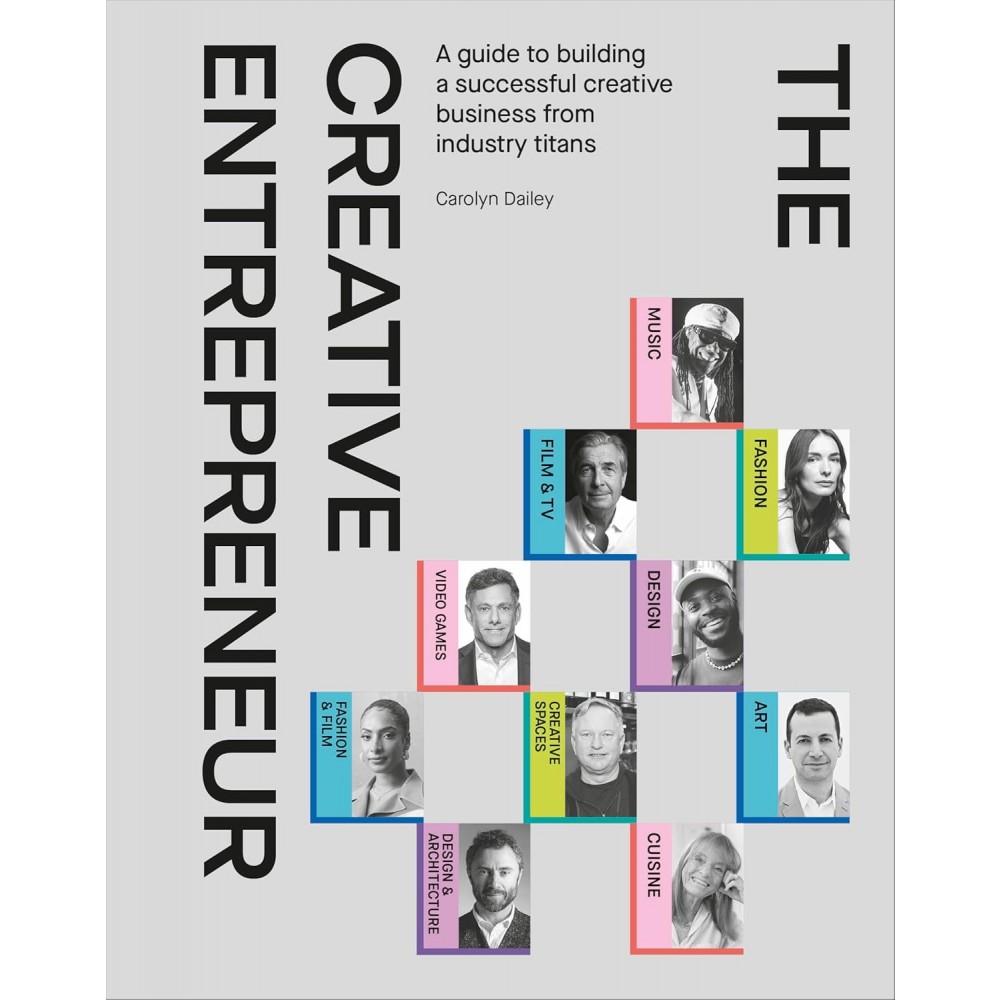 THE
CREATIVE
ENTREPRENEUR
A guide to building
a successful creative
business from
industry titans
Carolyn Dailey
MUSIC
FILM & TV
FASHION
VIDEO GAMES
DESIGN
FASHION
& FILM
CREATIVE
SPACES
ART
DESIGN &
ARCHITECTURE
CUISINE